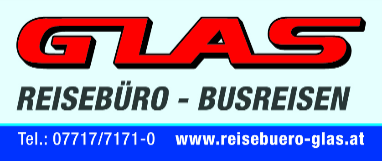 GLAS
REISEBÜRO - BUSREISEN
Tel.: 07717/7171-0 www.reisebuero-glas.at